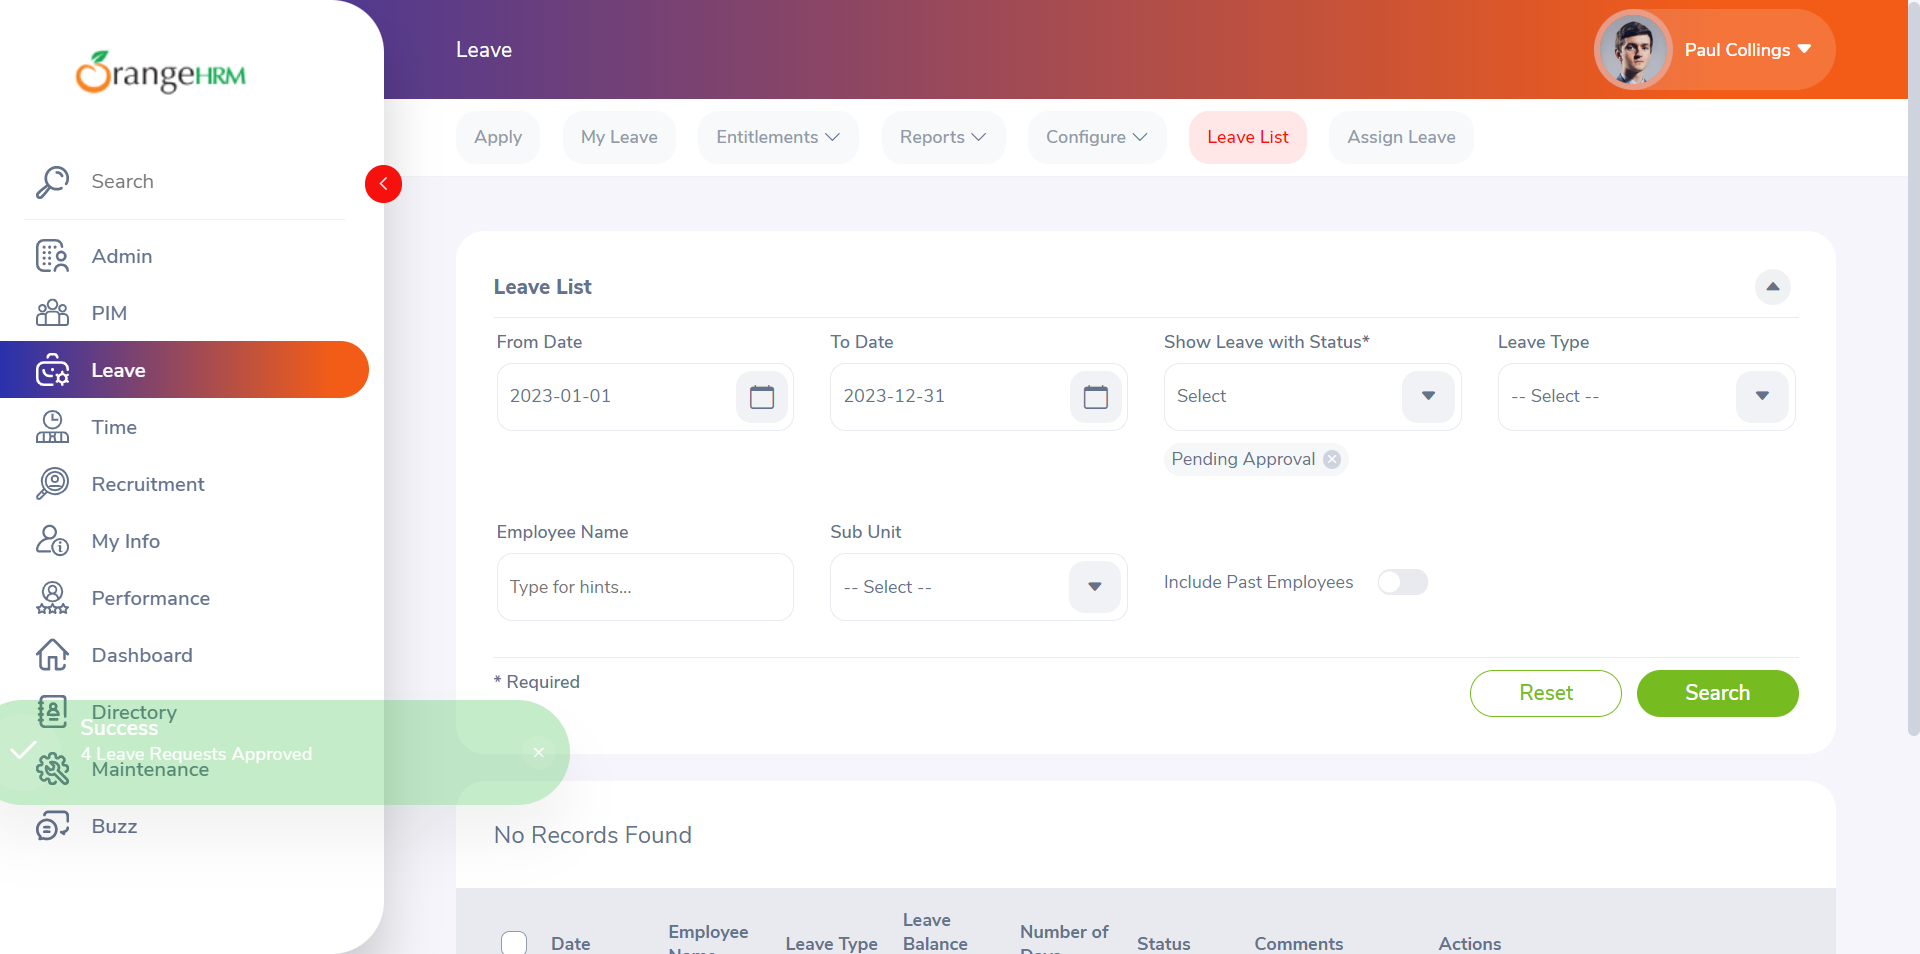 OrangeHRM
Search
Admin
PIM
Leave
Time
Recruitment
My Info
Performance
Dashboard
Directory
Maintenance
Buzz
Success
4 Leave Requests Approved
Leave
Paul Collings
Apply
My Leave
Entitlements
Reports
Configure
Leave List
Assign Leave
Leave List
From Date
To Date
Show Leave with Status*
Leave Type
2023-01-01
2023-12-31
Select
-- Select --
Pending Approval
Employee Name
Sub Unit
Type for hints...
-- Select --
Include Past Employees
* Required
Reset
Search
No Records Found
Date
Employee
Name
Leave Type
Leave
Balance
Number of
Days
Status
Comments
Actions